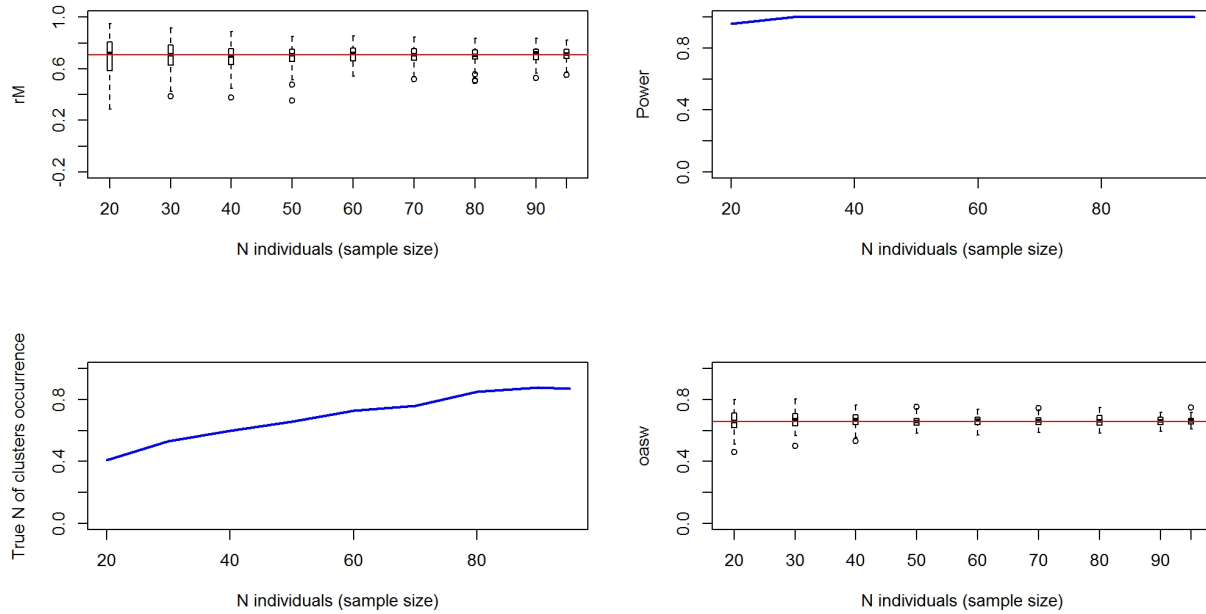 rM
-0.2 0.2 0.6 1.0
20 30 40 50 60 70 80 90
N individuals (sample size)
Power
0.0 0.4 0.8
20 40 60 80
N individuals (sample size)
True N of clusters occurrence
0.0 0.4 0.8
20 40 60 80
N individuals (sample size)
oasw
0.0 0.4 0.8
20 30 40 50 60 70 80 90
N individuals (sample size)